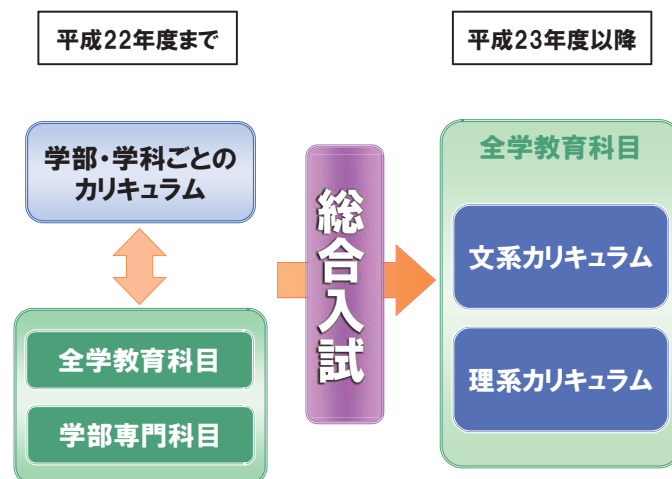 平成22年度まで
平成23年度以降
学部・学科ごとの
カリキュラム
全学教育科目
学部専門科目
総合入試
全学教育科目
文系カリキュラム
理系カリキュラム